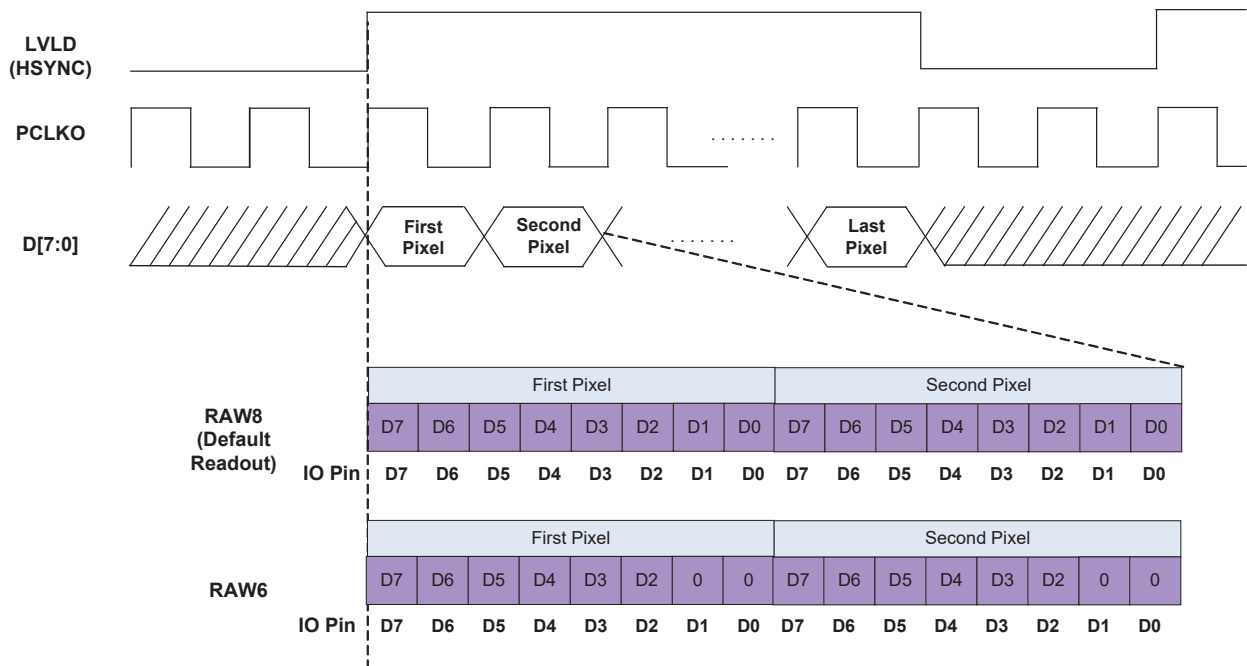 LVLD
(HSYNC)
PCLKO
. . . . . . .
D[7:0]
First
Pixel
Second
Pixel
. . . . . . .
Last
Pixel
RAW8
(Default
Readout)
First Pixel Second Pixel
D7 D6 D5 D4 D3 D2 D1 D0 D7 D6 D5 D4 D3 D2 D1 D0
IO Pin D7 D6 D5 D4 D3 D2 D1 D0 D7 D6 D5 D4 D3 D2 D1 D0
RAW6
First Pixel Second Pixel
D7 D6 D5 D4 D3 D2 0 0 D7 D6 D5 D4 D3 D2 0 0
IO Pin D7 D6 D5 D4 D3 D2 D1 D0 D7 D6 D5 D4 D3 D2 D1 D0